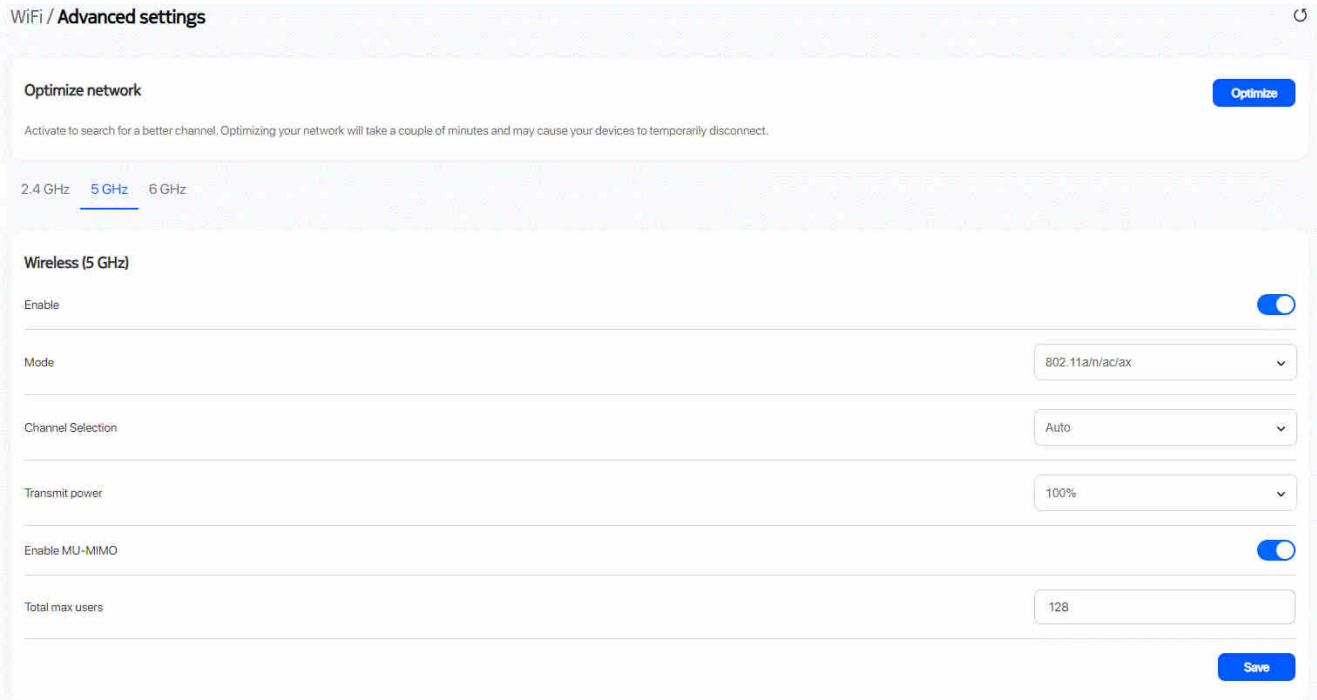 WiFi / Advanced settings
Optimize network
Optimize
Activate to search for a better channel. Optimizing your network will take a couple of minutes and may cause your devices to temporarily disconnect.
2.4 GHz 5 GHz 6 GHz
Wireless (5 GHz)
Enable
Mode 802.11a/n/ac/ax
Channel Selection Auto
Transmit power 100%
Enable MU-MIMO
Total max users 128
Save